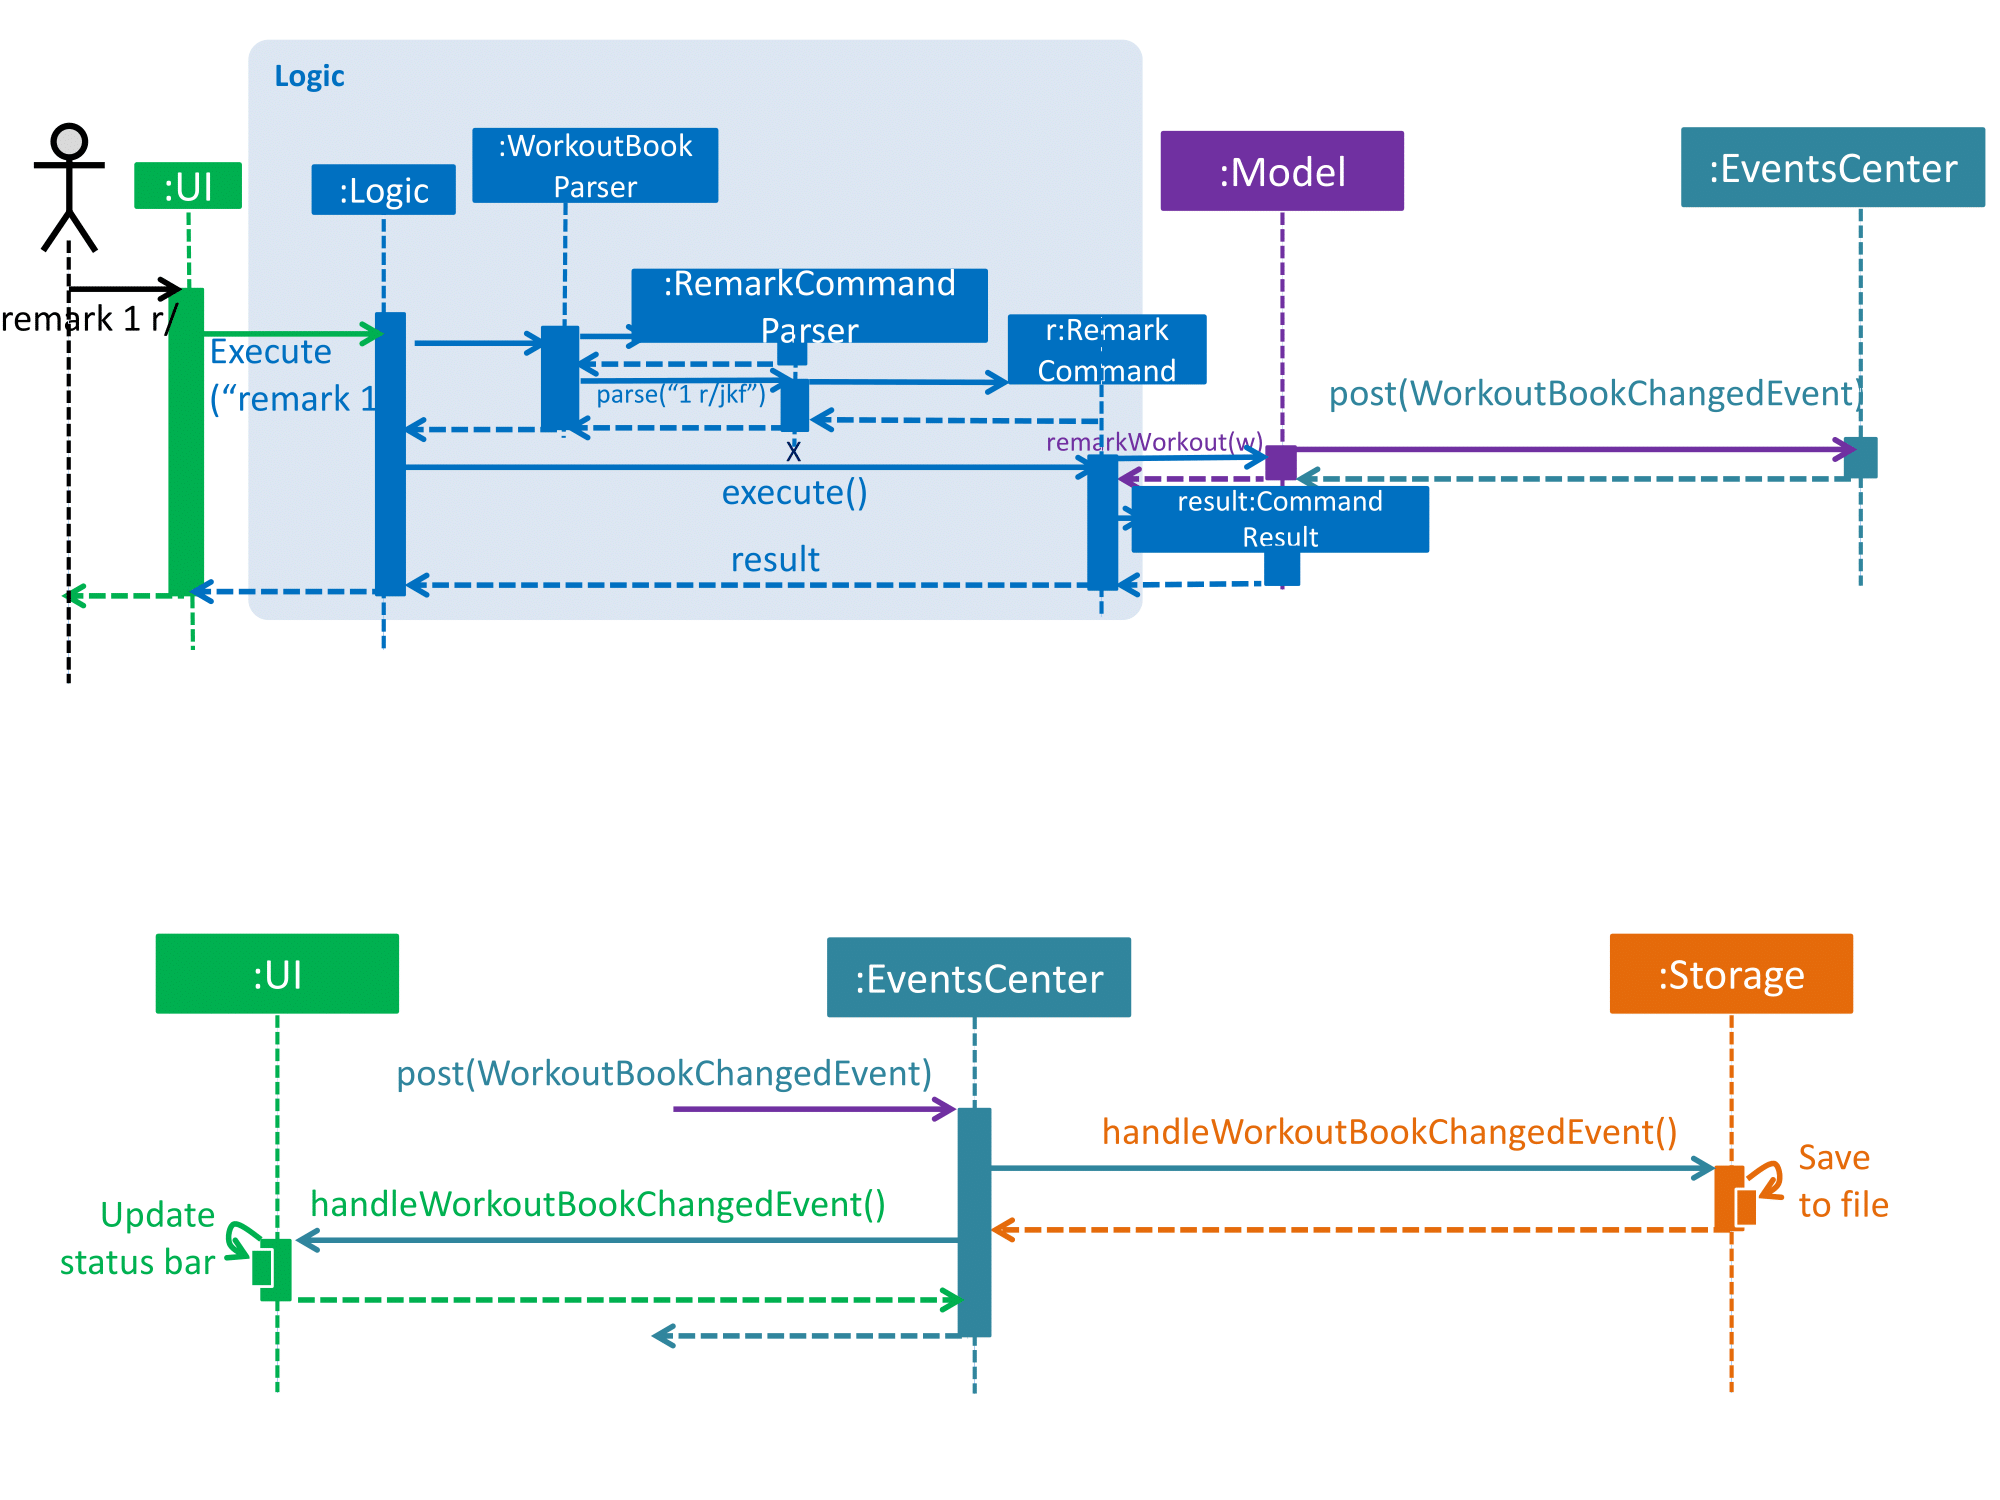 Logic
:WorkoutBook
Parser
:UI
:Logic
:Model
:EventsCenter
:RemarkCommand
Parser
remark 1 r/
r:Remark
Command
Execute
("remark 1
parse(“1 r/jkf”)
post(WorkoutBookChangedEvent)
remarkWorkout(w)
X
execute()
result:Command
Result
result
:UI
:EventsCenter
:Storage
post(WorkoutBookChangedEvent)
handleWorkoutBookChangedEvent()
Save
to file
handleWorkoutBookChangedEvent()
Update
status bar